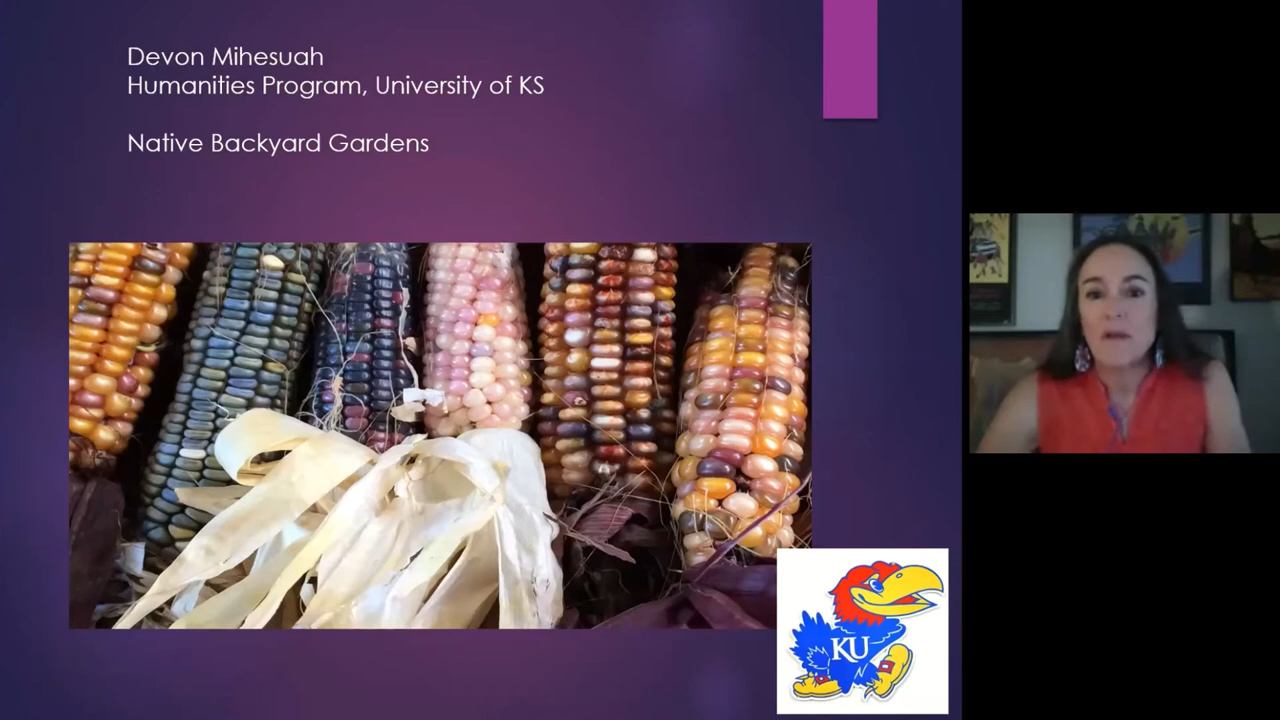 Devon Mihesuah
Humanities Program, University of KS
Native Backyard Gardens
KU